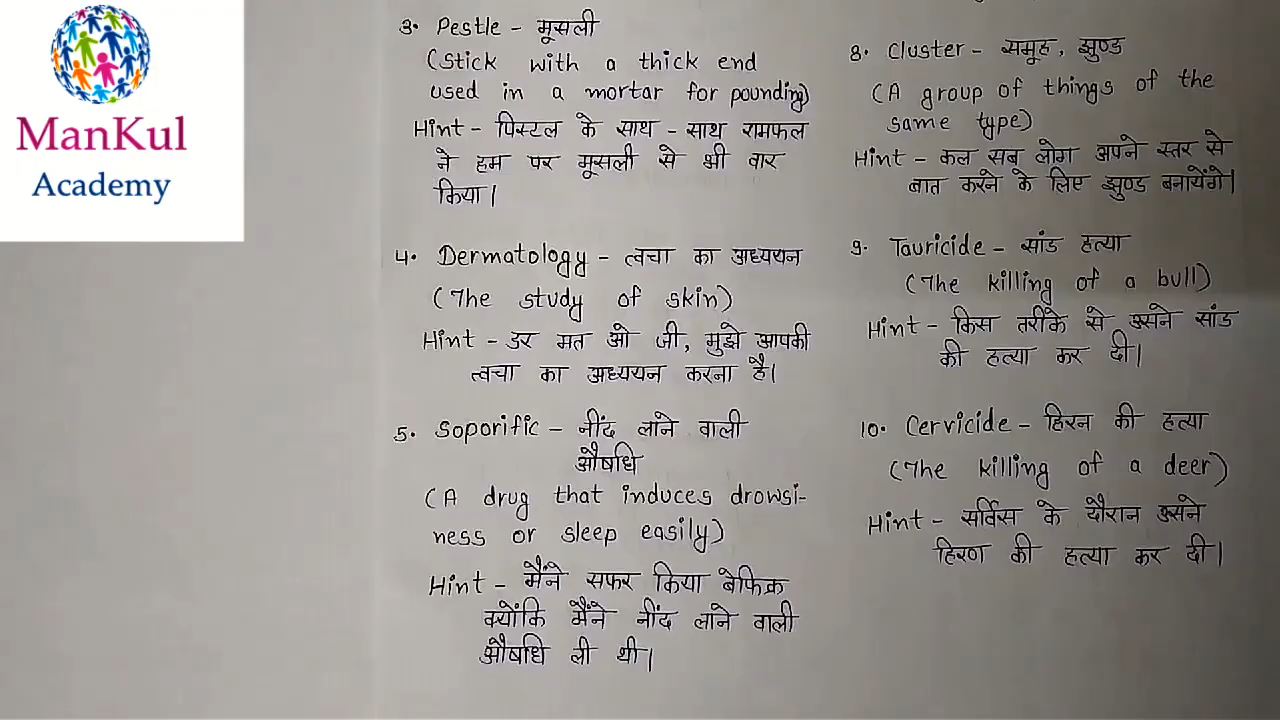 ManKul
Academy
3. Pestle - मूसली
(Stick with a thick end
used in a mortar for pounding)
Hint - पिस्टल के साथ - साथ रामफल
ने हम पर मूसली से भी वार
किया।
4. Dermatology - त्वचा का अध्ययन
(The study of skin)
Hint - डर मत ओ जी, मुझे आपकी
त्वचा का अध्ययन करना है।
5. Soporific - नींद लाने वाली
औषधि
(A drug that induces drowsi-
ness or sleep easily)
Hint - मैंने सफर किया बेफिक्र
क्योंकि मैंने नींद लाने वाली
औषधि ली थी।
8. Cluster - समूह, झुण्ड
(A group of things of the
same type)
Hint - कल सब लोग अपने स्तर से
बात करने के लिए झुण्ड बनायेंगे।
9. Tauricide - सांड हत्या
(The killing of a bull)
Hint - किस तरीके से उसने सांड
की हत्या कर दी।
10. Cervicide - हिरन की हत्या
(The killing of a deer)
Hint - सर्विस के दौरान उसने
हिरण की हत्या कर दी।